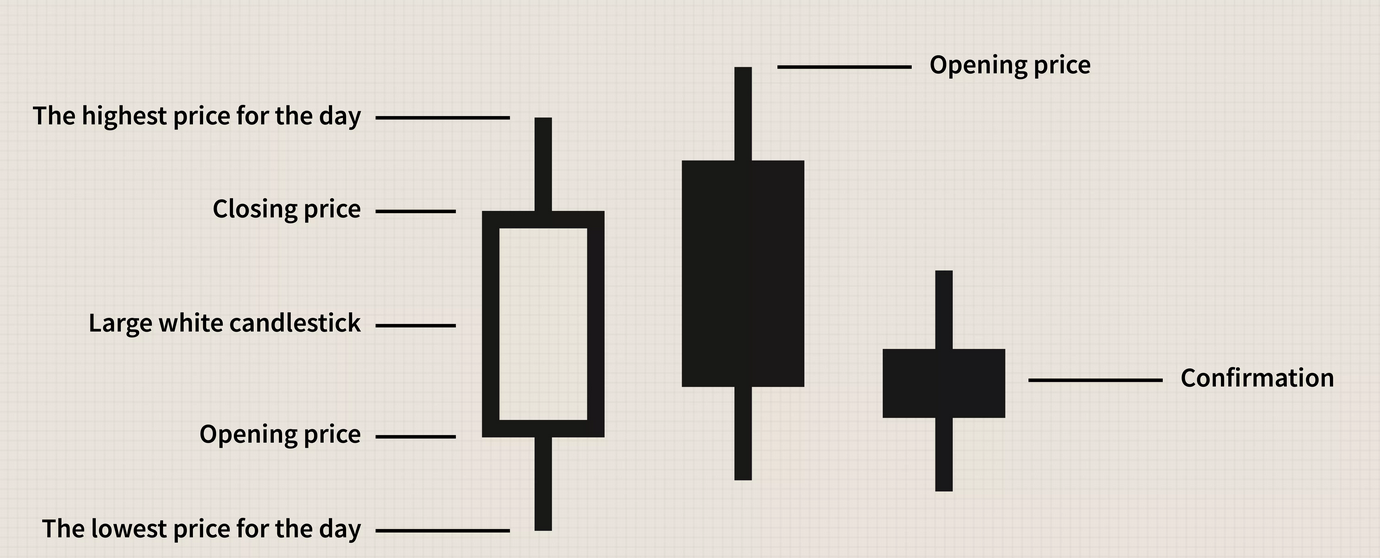 Opening price
The highest price for the day
Closing price
Large white candlestick
Confirmation
Opening price
The lowest price for the day